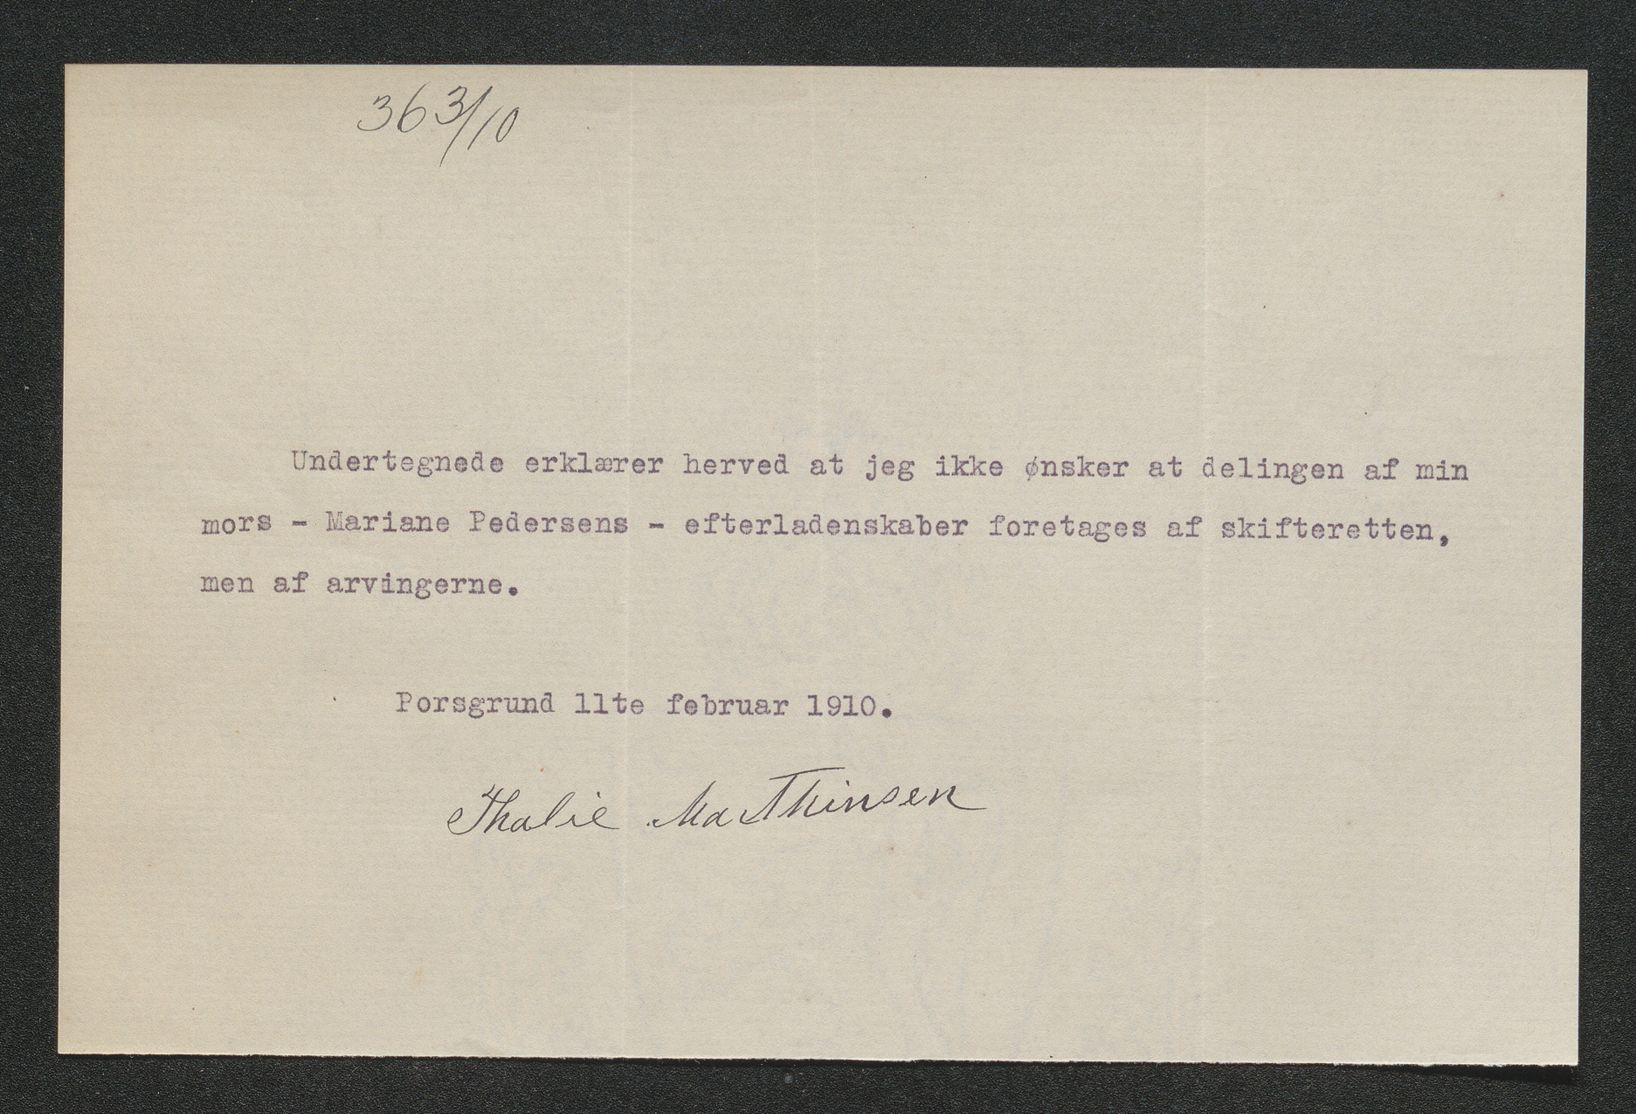 363/10
Undertegnede erklærer herved at jeg ikke ønsker at delingen af min
mors - Mariane Pedersens - efterladenskaber foretages af skifteretten,
men af arvingerne.
Porsgrund 11te februar 1910.
Thalie Mathinsen